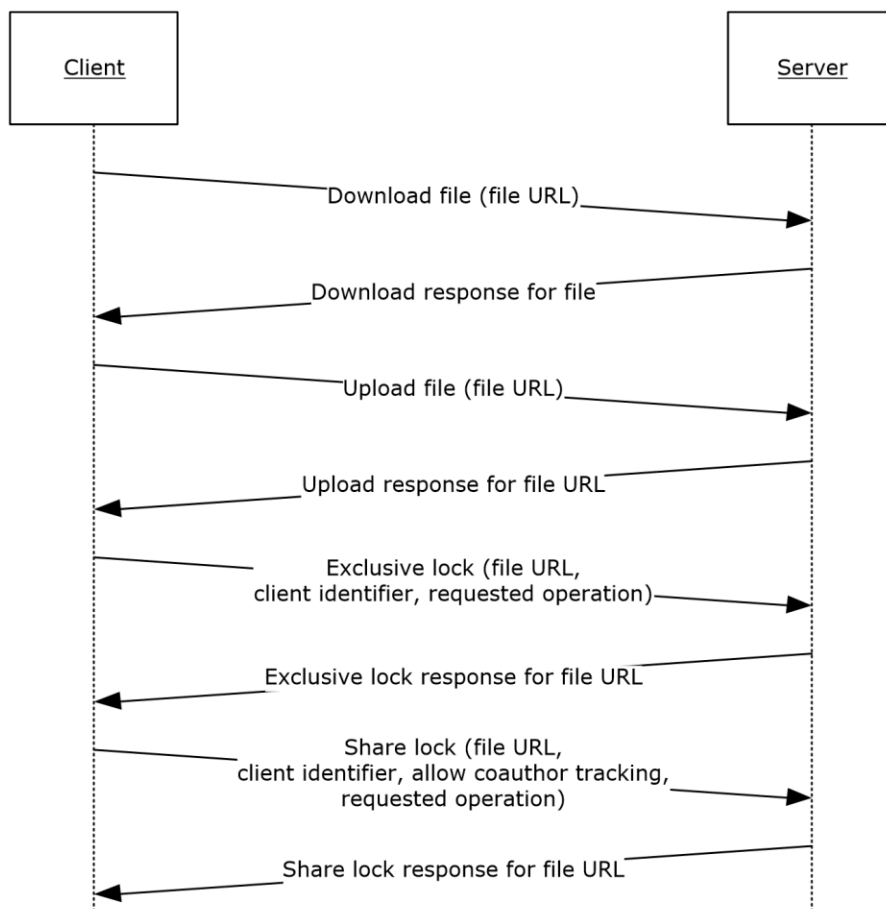 Client
Server
Download file (file URL)
Download response for file
Upload file (file URL)
Upload response for file URL
Exclusive lock (file URL,
client identifier, requested operation)
Exclusive lock response for file URL
Share lock (file URL,
client identifier, allow coauthor tracking,
requested operation)
Share lock response for file URL